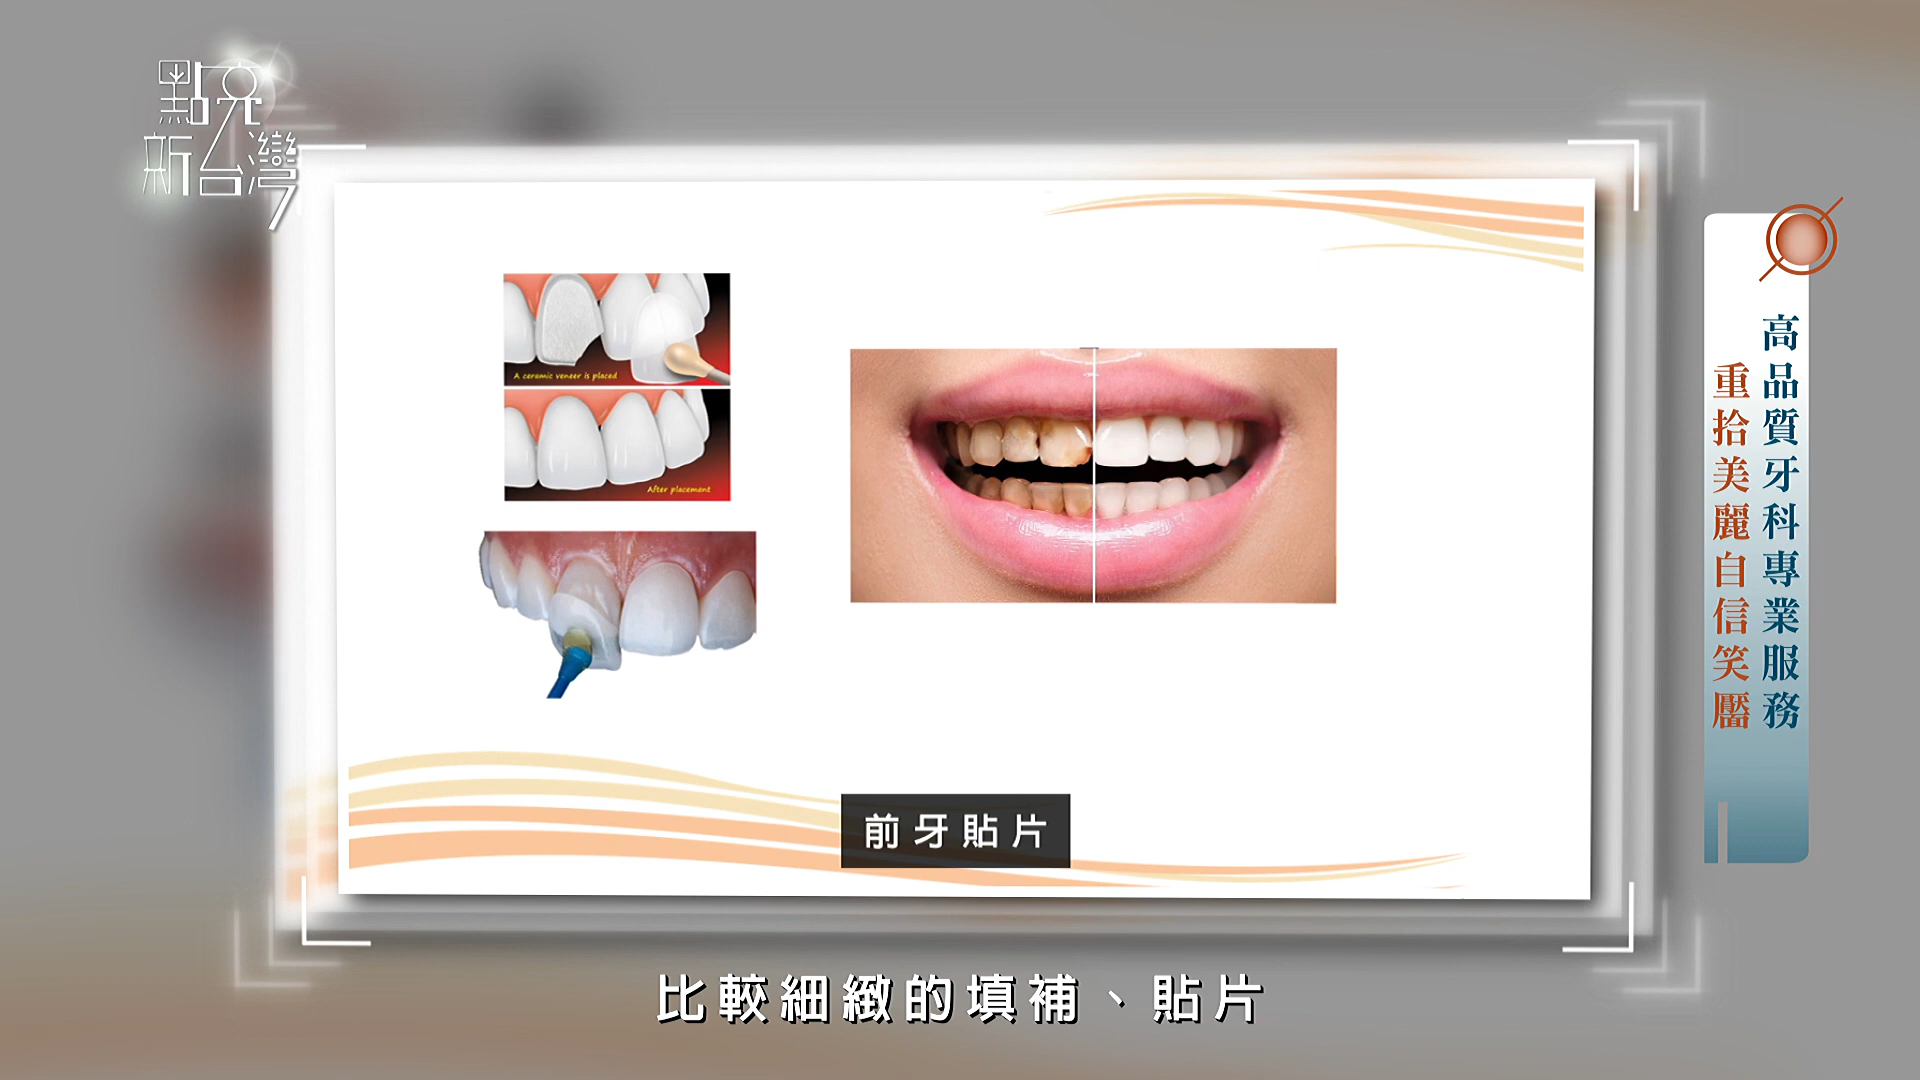 點亮
新台灣
高品質牙科專業服務
重拾美麗自信笑靨
A ceramic veneer is placed
After placement
前牙貼片
比較細緻的填補、貼片